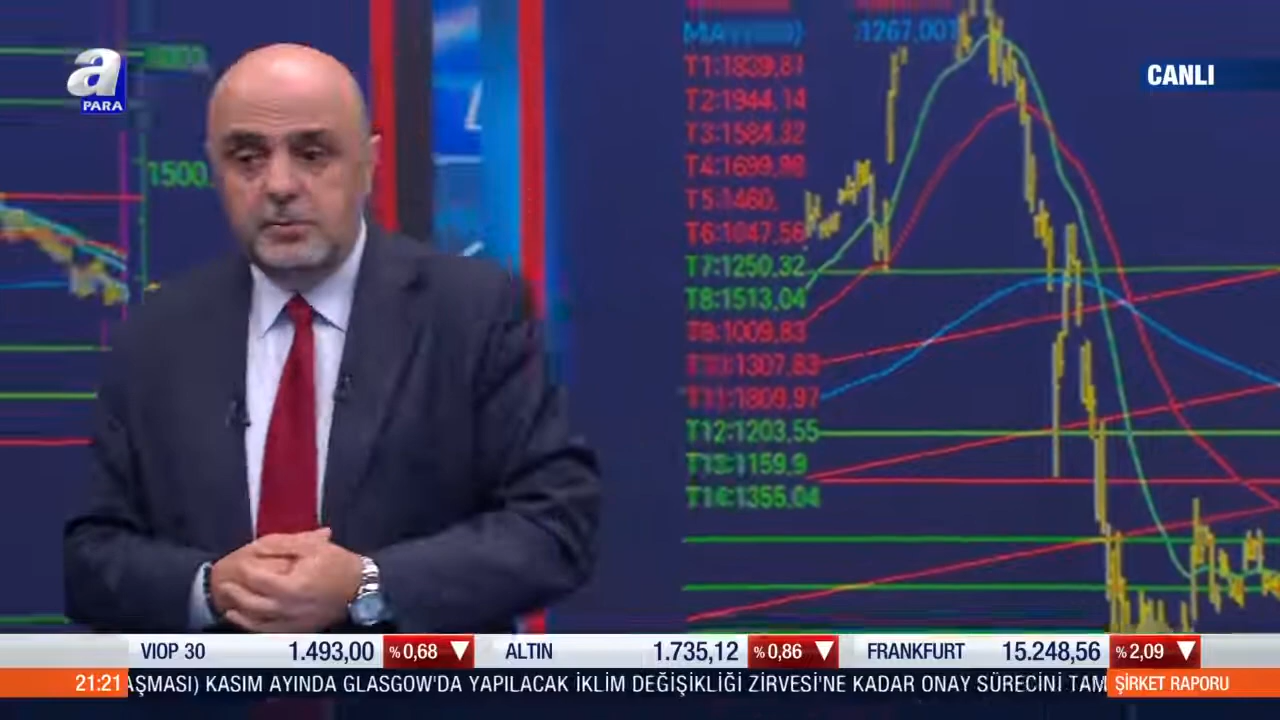 a
PARA
CANLI
1500.
1267.007
T1:1839.81
T2:1944.14
T3:1584.32
T4:1699.98
T5:1460.
T6:1047.56
T7:1250.32
T8:1513.04
T9:1009.83
T10:1307.83
T11:1809.97
T12:1203.55
T13:1159.9
T14:1355.04
VIOP 30 1.493,00 %0,68 ALTIN 1.735,12 %0,86 FRANKFURT 15.248,56 %2,09
21:21 AŞMASI) KASIM AYINDA GLASGOW'DA YAPILACAK İKLİM DEĞİŞİKLİĞİ ZİRVESİ'NE KADAR ONAY SÜRECİNİ TAM ŞİRKET RAPORU